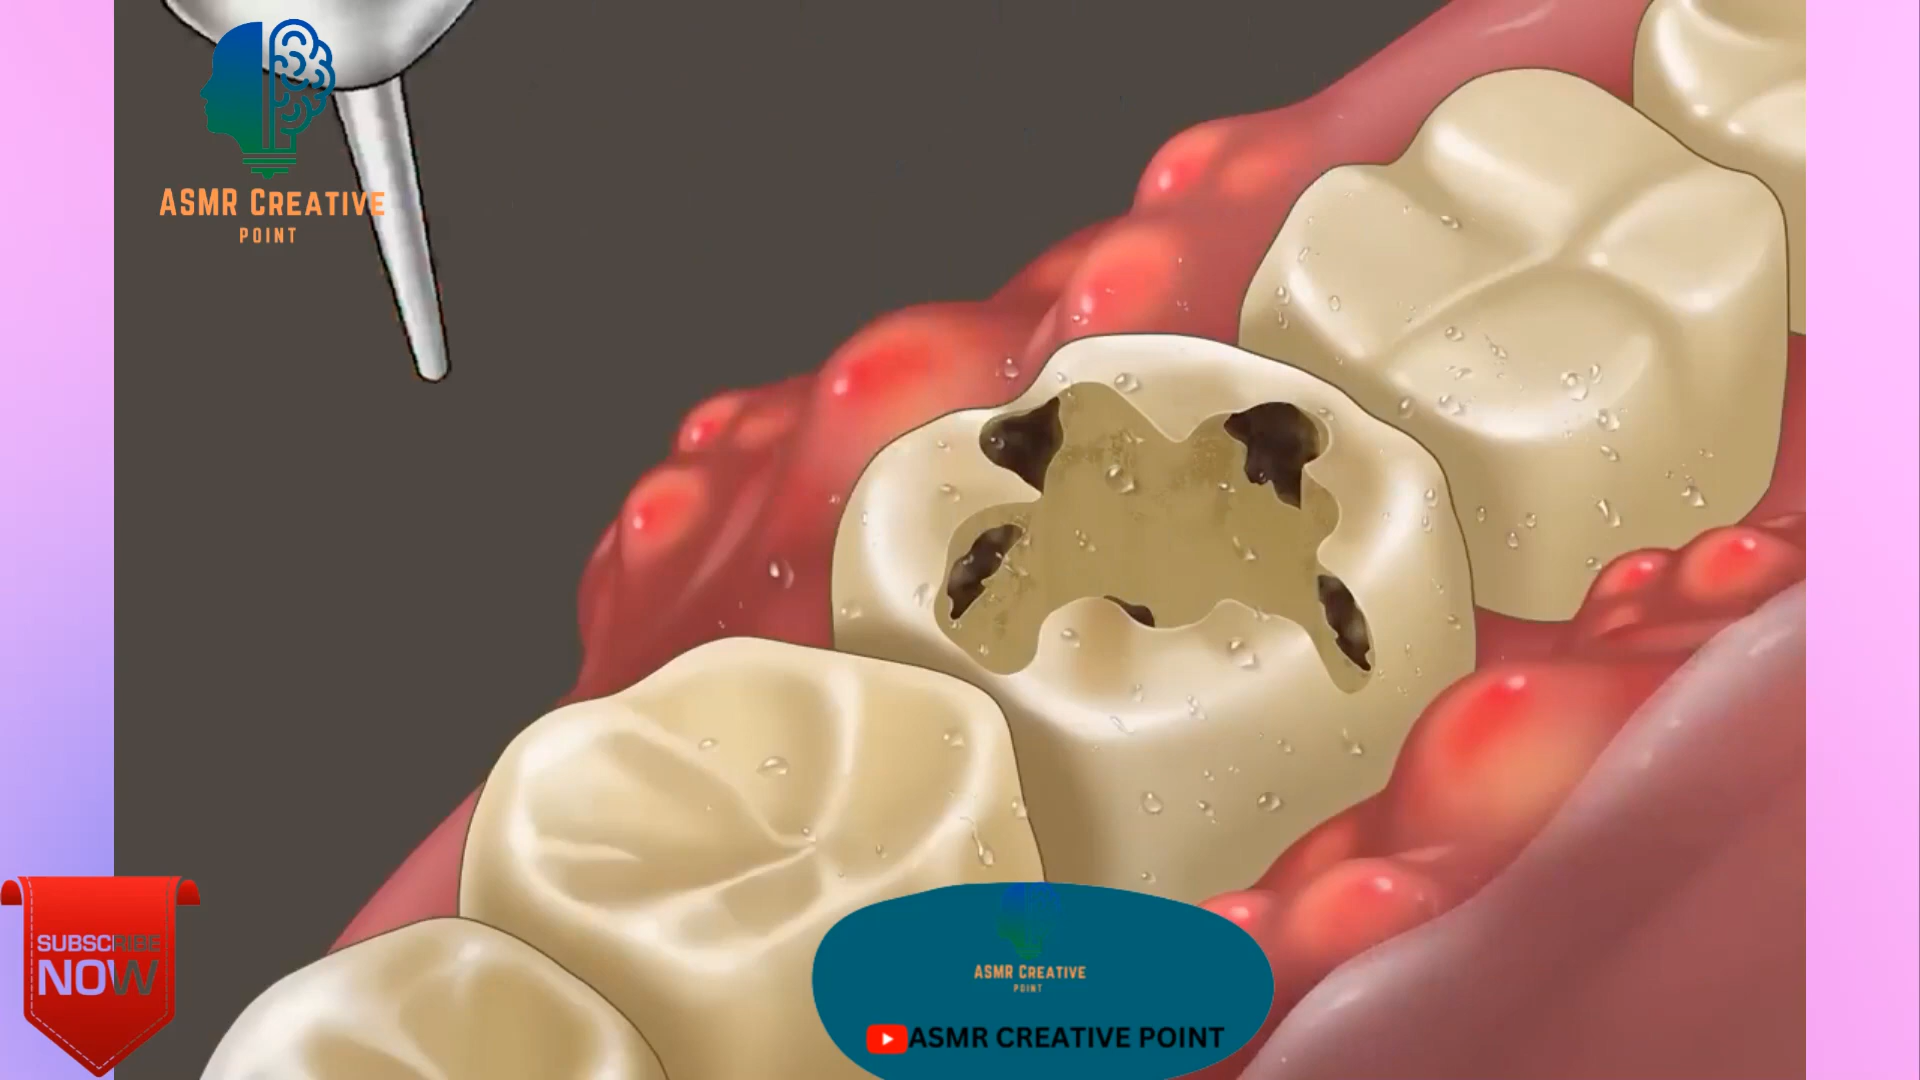 ASMR CREATIVE
POINT
SUBSCRIBE
NOW
ASMR CREATIVE
POINT
ASMR CREATIVE POINT